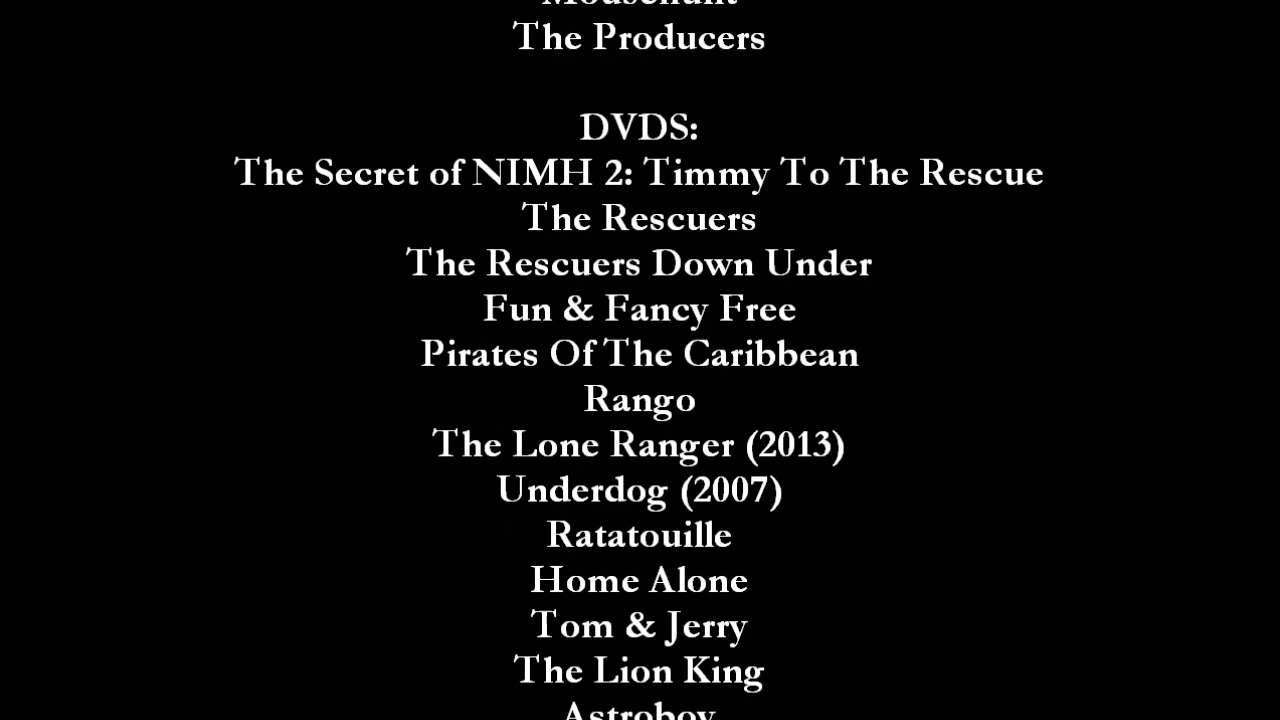 Mousehunt
The Producers
DVDS:
The Secret of NIMH 2: Timmy To The Rescue
The Rescuers
The Rescuers Down Under
Fun & Fancy Free
Pirates Of The Caribbean
Rango
The Lone Ranger (2013)
Underdog (2007)
Ratatouille
Home Alone
Tom & Jerry
The Lion King
Astroboy